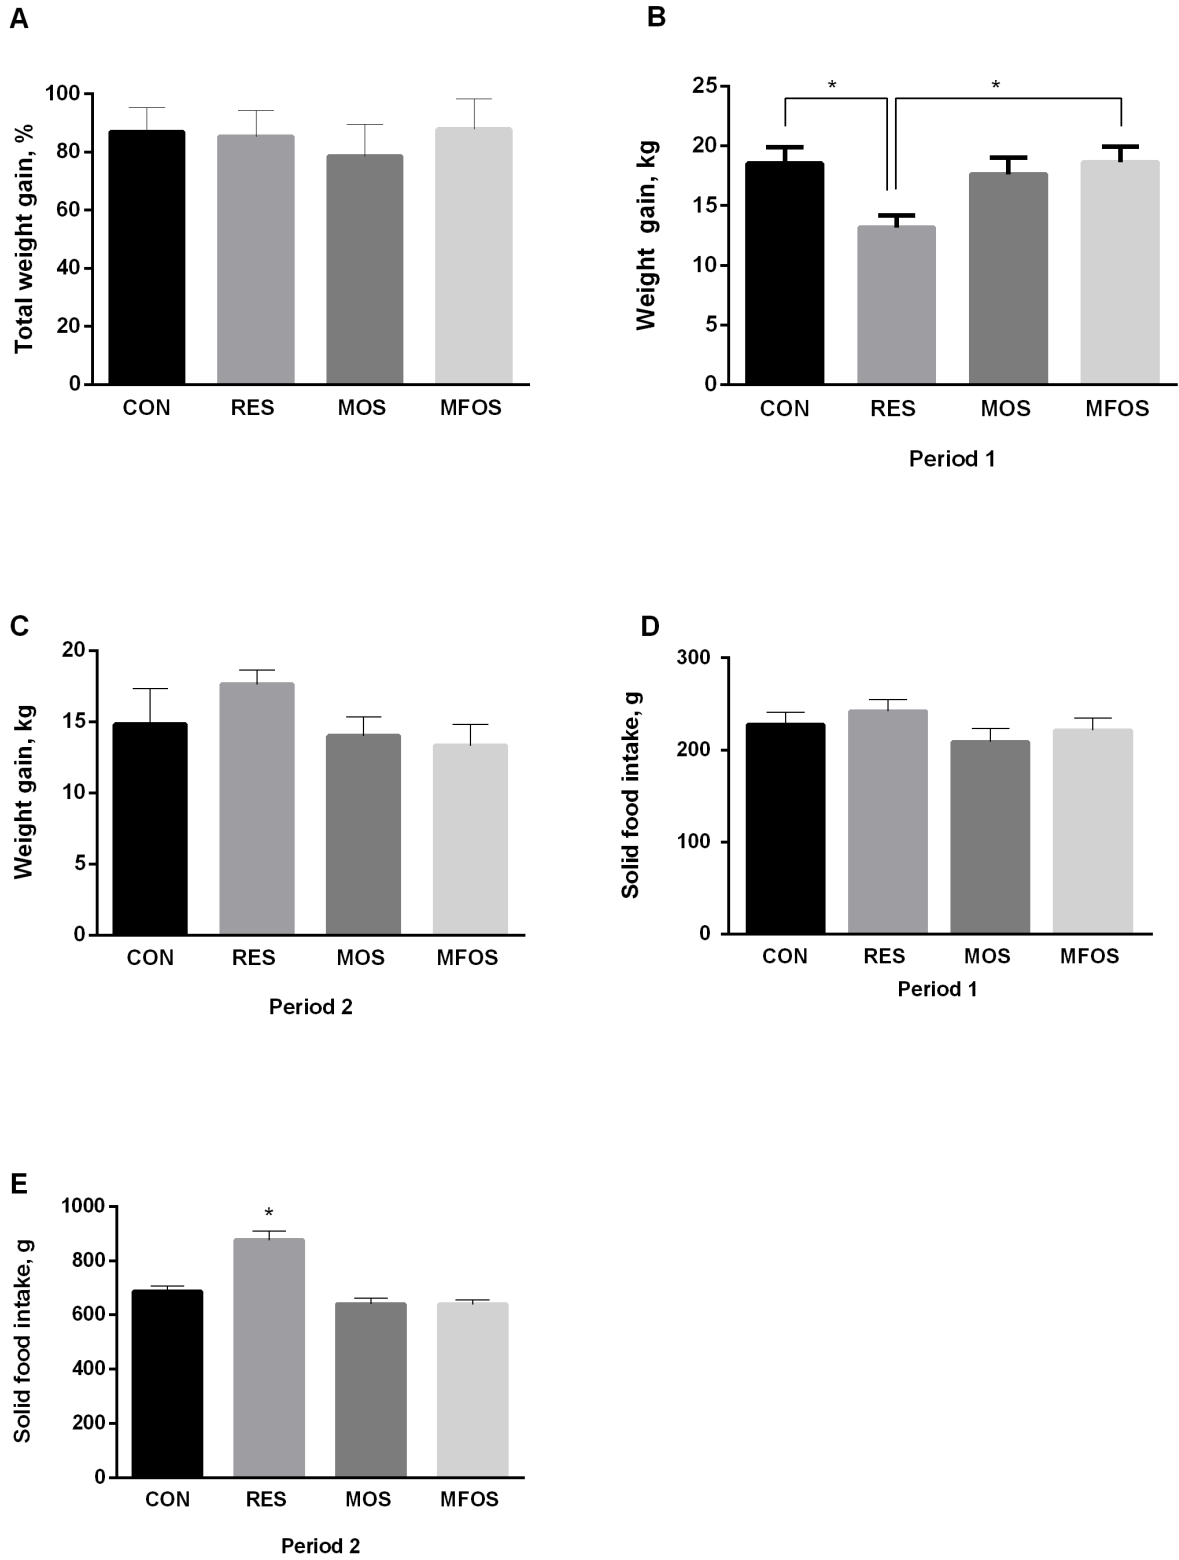 A
Total weight gain, %
100
80
60
40
20
0
CON RES MOS MFOS
B
Weight gain, kg
25
20
15
10
5
0
* *
CON RES MOS MFOS
Period 1
C
Weight gain, kg
20
15
10
5
0
CON RES MOS MFOS
Period 2
D
Solid food intake, g
300
200
100
0
CON RES MOS MFOS
Period 1
E
Solid food intake, g
1000
800
600
400
200
0
*
CON RES MOS MFOS
Period 2